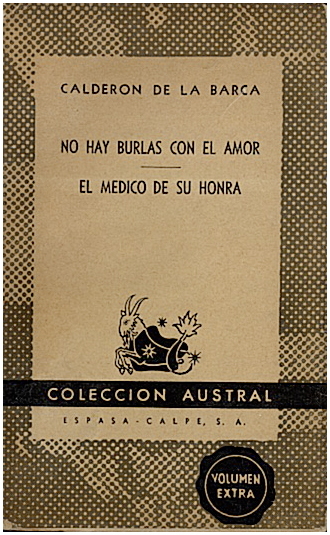 CALDERON DE LA BARCA
NO HAY BURLAS CON EL AMOR
EL MEDICO DE SU HONRA
COLECCION AUSTRAL
ESPASA-CALPE, S. A.
VOLUMEN
EXTRA